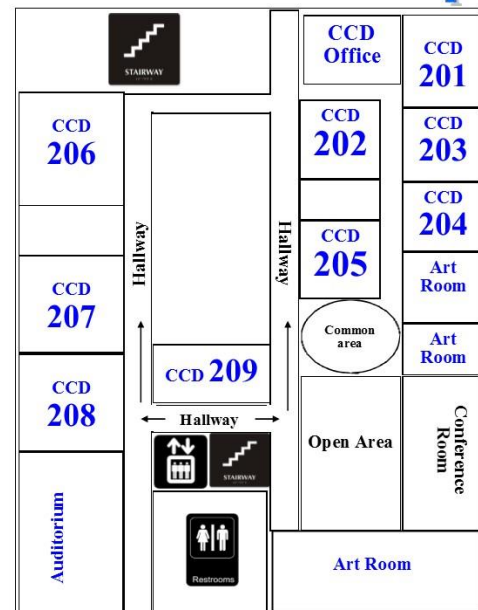 STAIRWAY
CCD
Office
CCD
201
CCD
206
CCD
202
CCD
203
CCD
204
Hallway
Hallway
CCD
205
CCD
207
Art
Room
Common
area
Art
Room
CCD 209
CCD
208
Hallway
Open Area
Conference
Room
STAIRWAY
Auditorium
Restrooms
Art Room